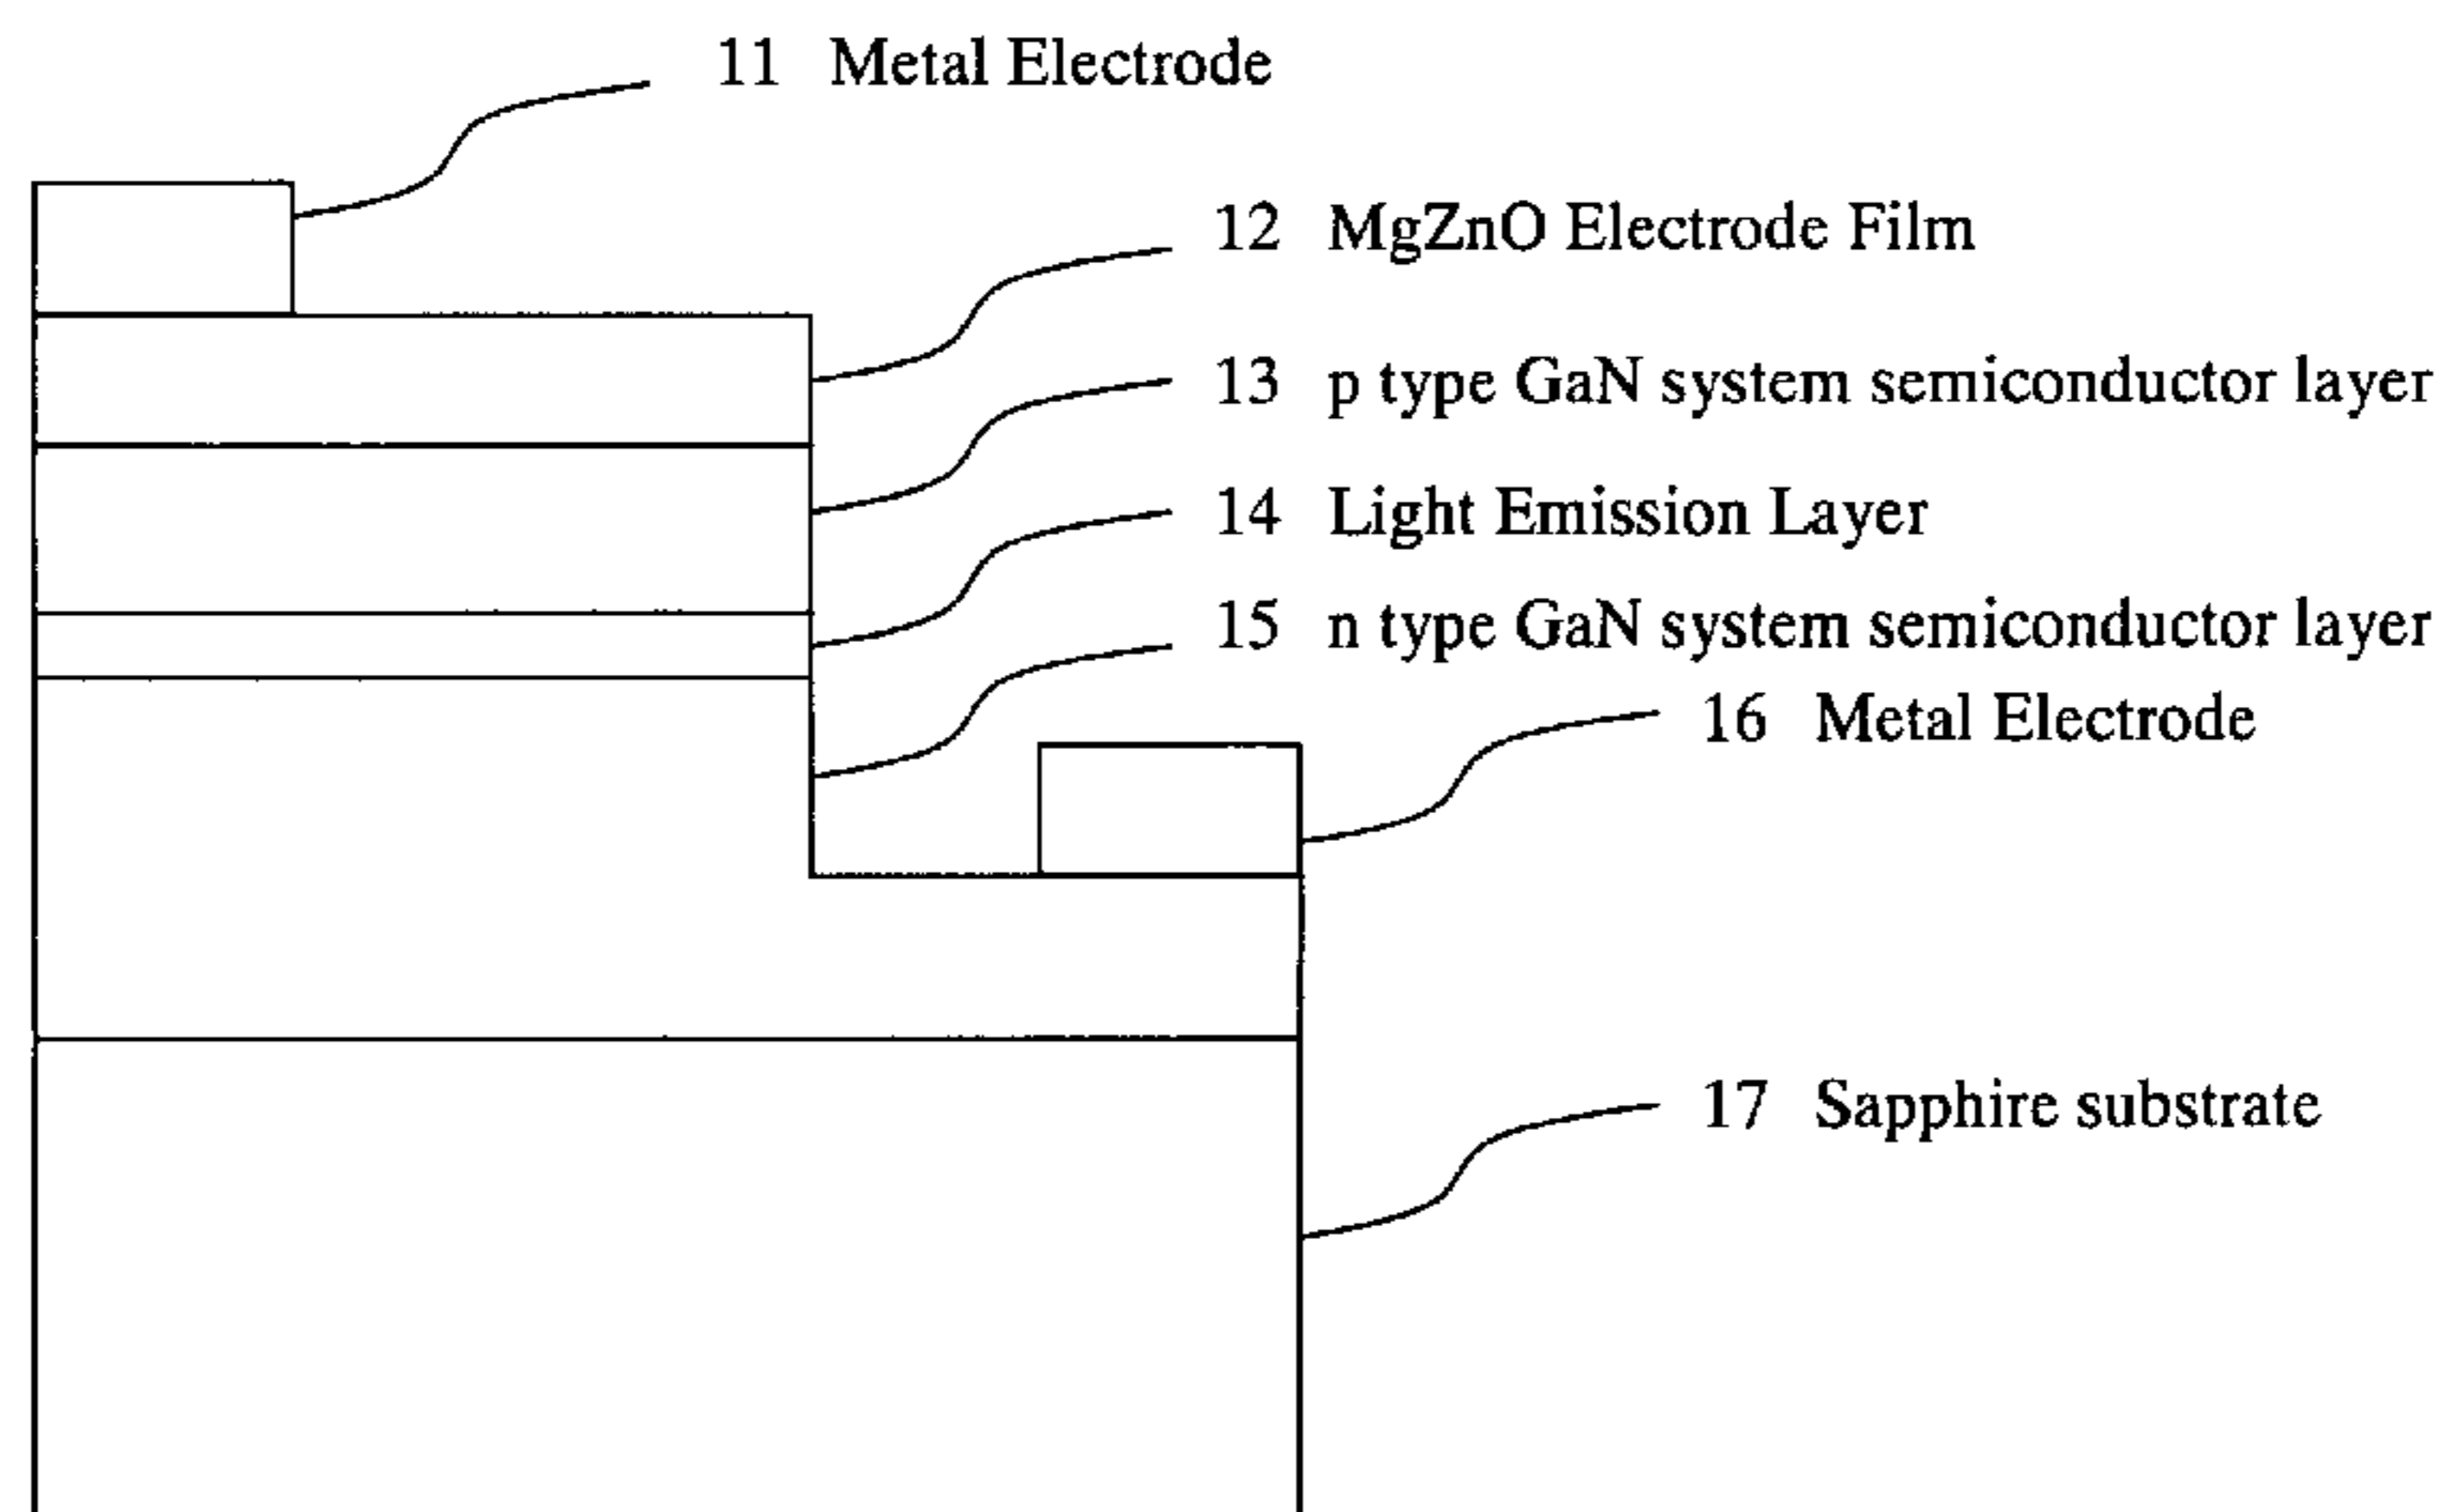 11 Metal Electrode
12 MgZnO Electrode Film
13 p type GaN system semiconductor layer
14 Light Emission Layer
15 n type GaN system semiconductor layer
16 Metal Electrode
17 Sapphire substrate